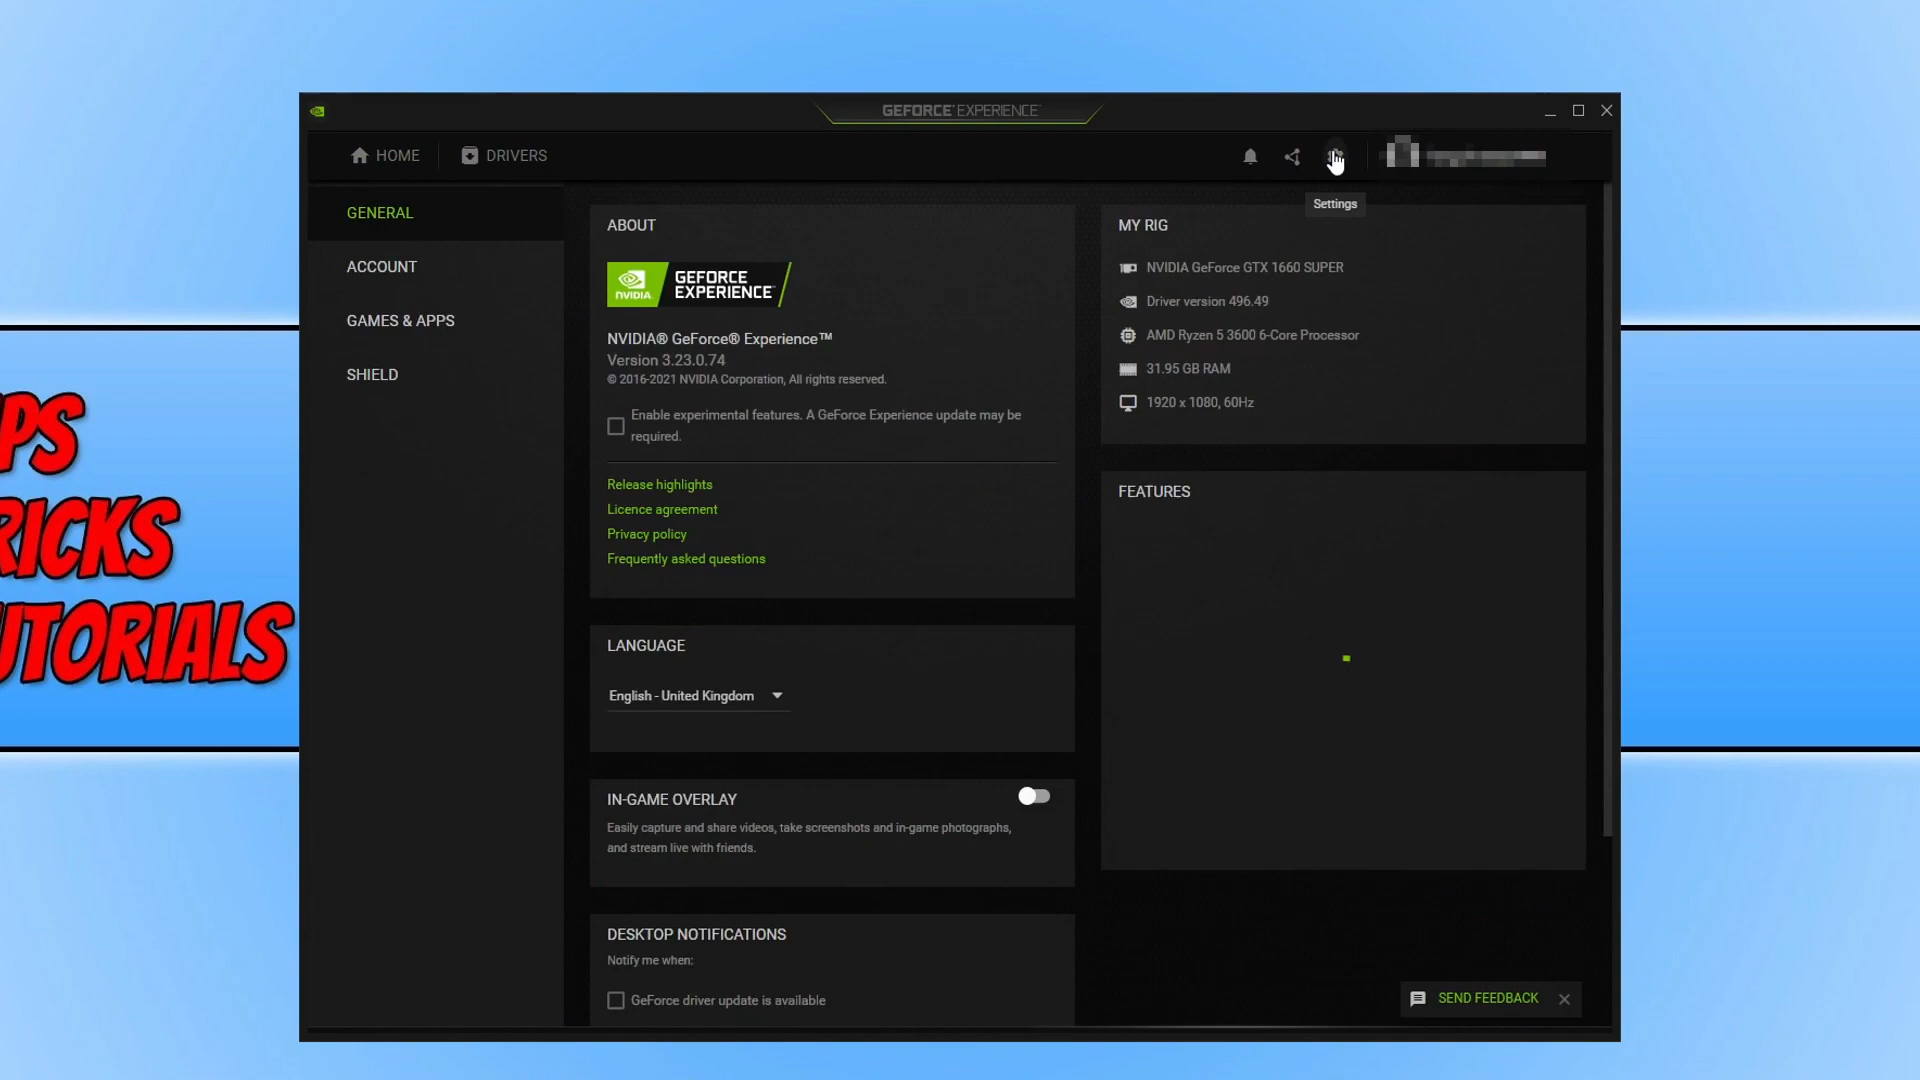 GEFORCE EXPERIENCE
HOME
DRIVERS
Settings
GENERAL
ACCOUNT
GAMES & APPS
SHIELD
ABOUT
NVIDIA
GEFORCE
EXPERIENCE
NVIDIA® GeForce® Experience™
Version 3.23.0.74
© 2016-2021 NVIDIA Corporation, All rights reserved.
Enable experimental features. A GeForce Experience update may be
required.
Release highlights
Licence agreement
Privacy policy
Frequently asked questions
LANGUAGE
English - United Kingdom
IN-GAME OVERLAY
Easily capture and share videos, take screenshots and in-game photographs,
and stream live with friends.
DESKTOP NOTIFICATIONS
Notify me when:
GeForce driver update is available
MY RIG
NVIDIA GeForce GTX 1660 SUPER
Driver version 496.49
AMD Ryzen 5 3600 6-Core Processor
31.95 GB RAM
1920 x 1080, 60Hz
FEATURES
SEND FEEDBACK
PS
RICKS
UTORIALS